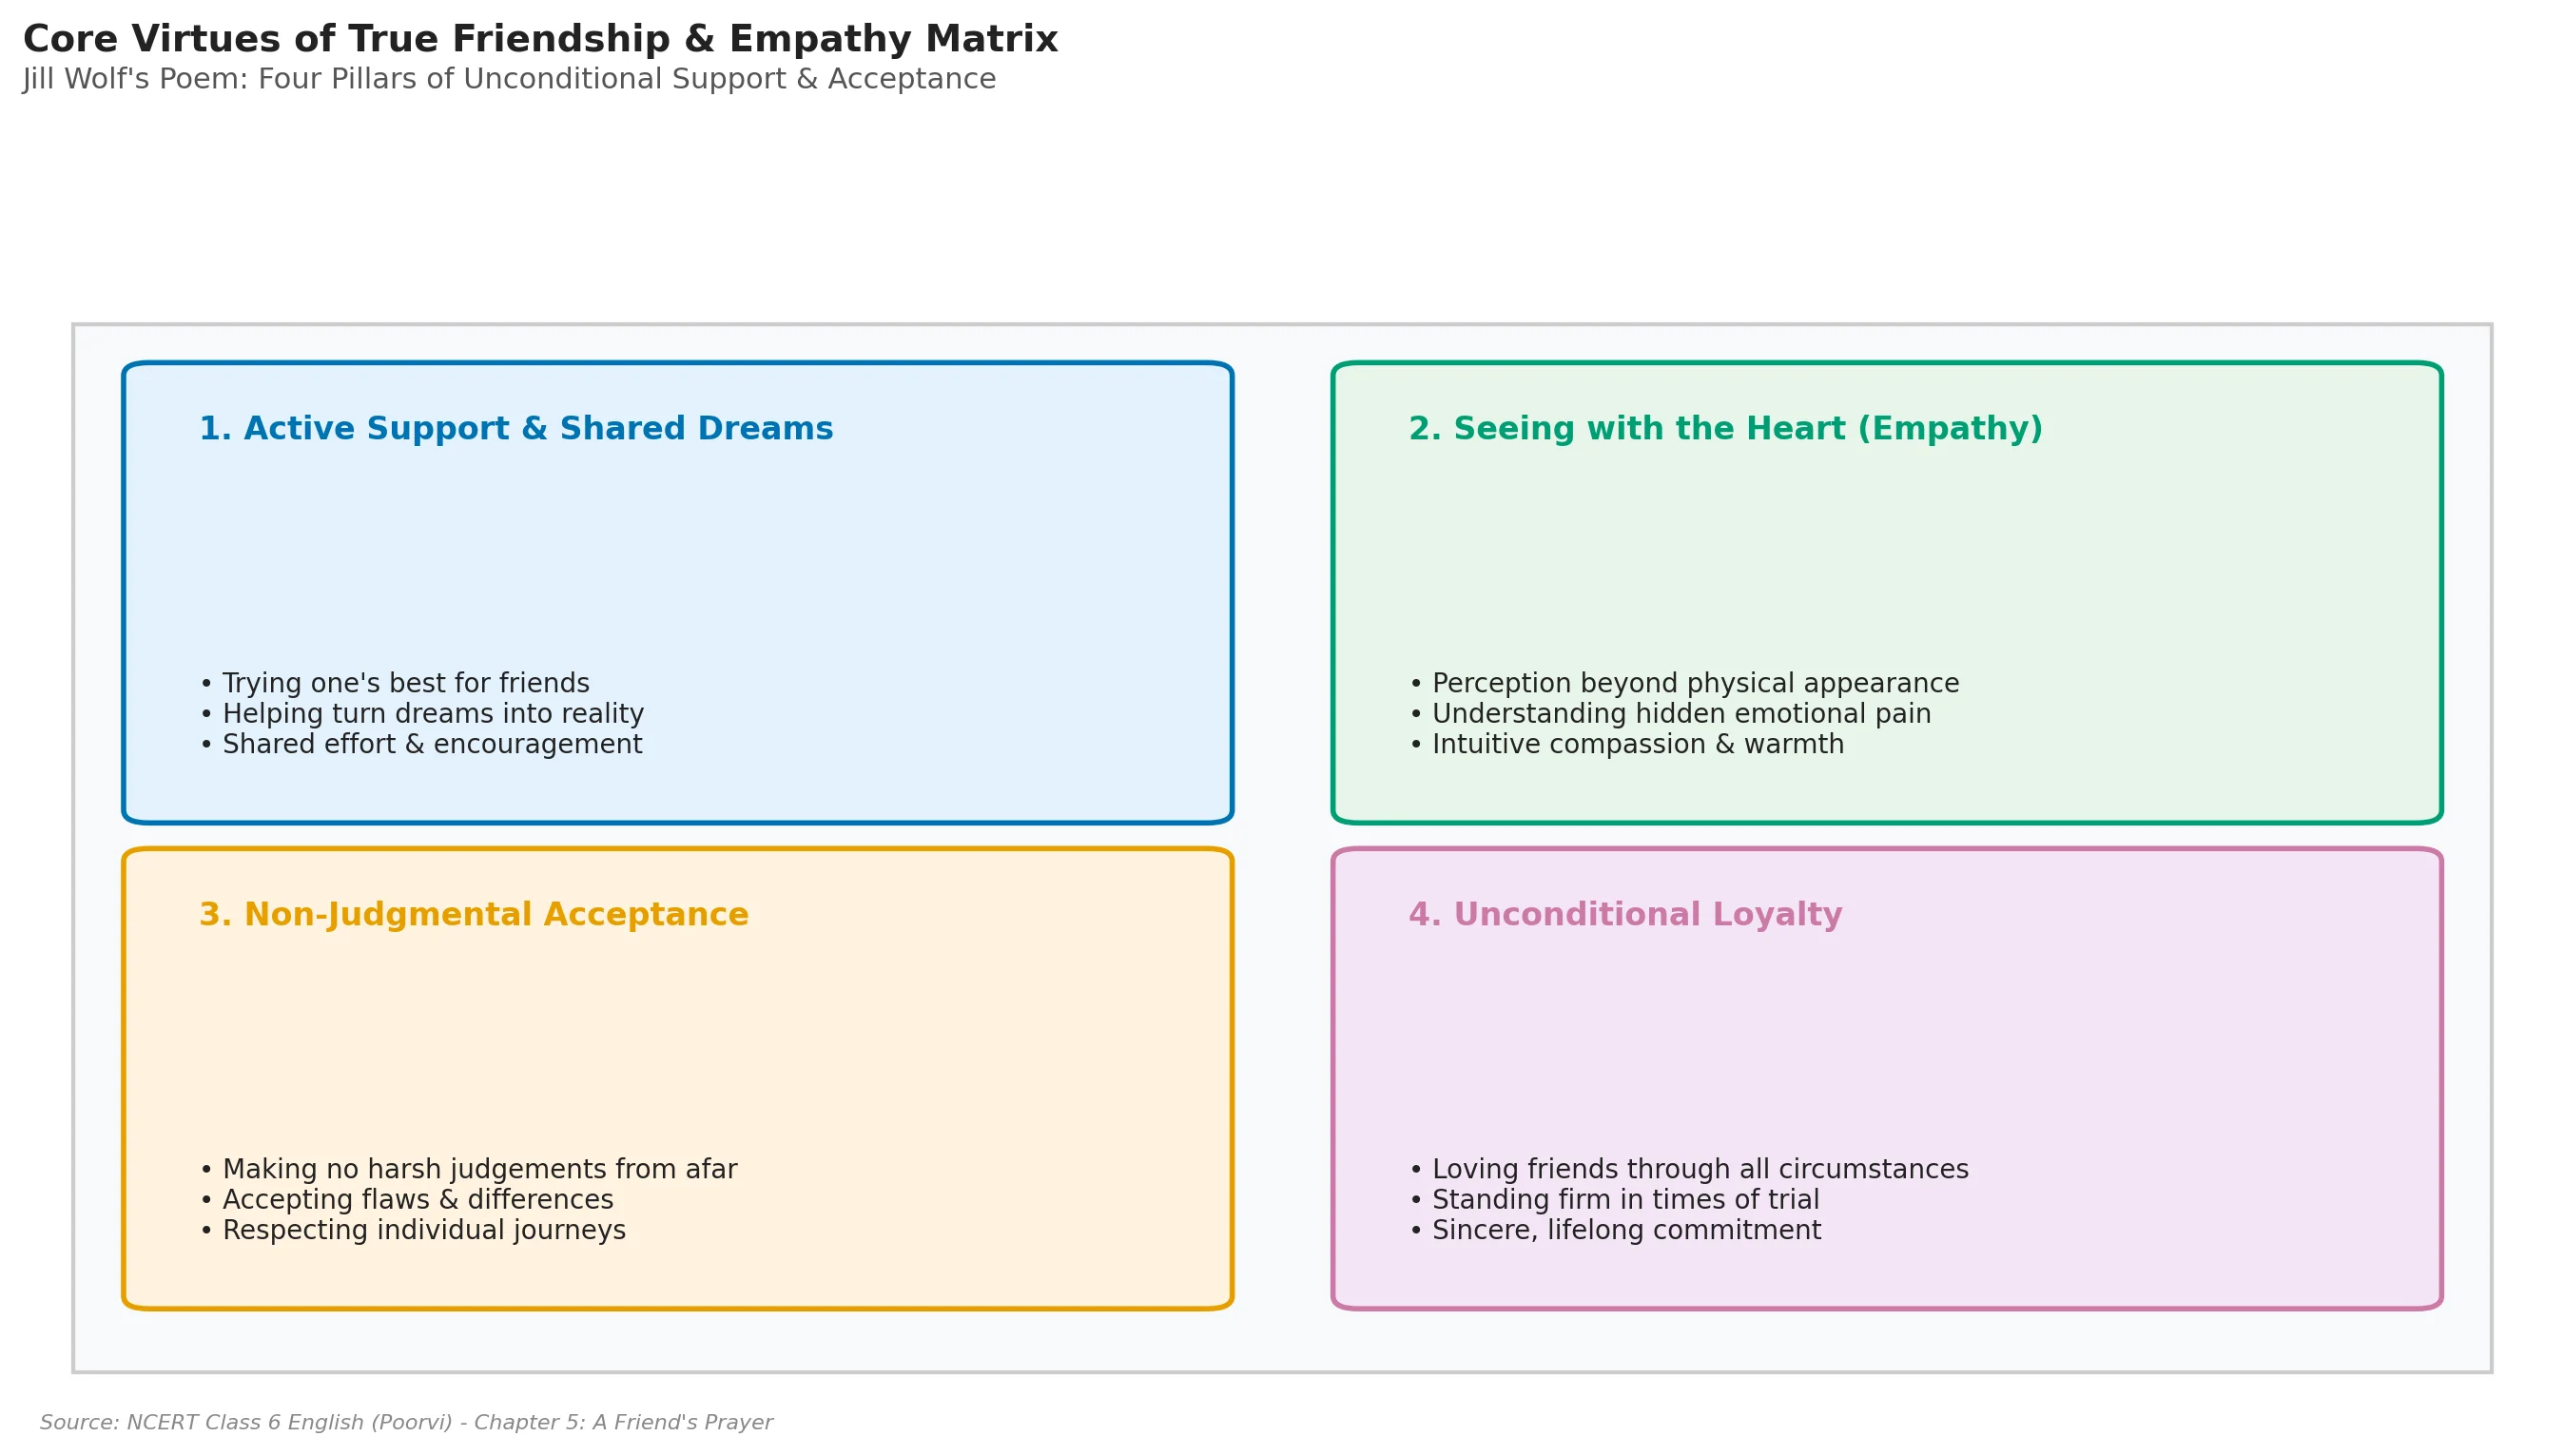 Core Virtues of True Friendship & Empathy Matrix
Jill Wolf's Poem: Four Pillars of Unconditional Support & Acceptance
1. Active Support & Shared Dreams
• Trying one's best for friends
• Helping turn dreams into reality
• Shared effort & encouragement
2. Seeing with the Heart (Empathy)
• Perception beyond physical appearance
• Understanding hidden emotional pain
• Intuitive compassion & warmth
3. Non-Judgmental Acceptance
• Making no harsh judgements from afar
• Accepting flaws & differences
• Respecting individual journeys
4. Unconditional Loyalty
• Loving friends through all circumstances
• Standing firm in times of trial
• Sincere, lifelong commitment
Source: NCERT Class 6 English (Poorvi) - Chapter 5: A Friend's Prayer